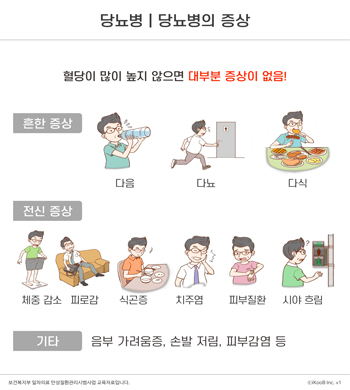 당뇨병 | 당뇨병의 증상
혈당이 많이 높지 않으면 대부분 증상이 없음!
흔한 증상
다음 다뇨 다식
전신 증상
체중 감소 피로감 식곤증 치주염 피부질환 시야 흐림
기타 음부 가려움증, 손발 저림, 피부감염 등
보건복지부 일차의료 만성질환관리시범사업 교육자료입니다. ⓒiKooB Inc. v1